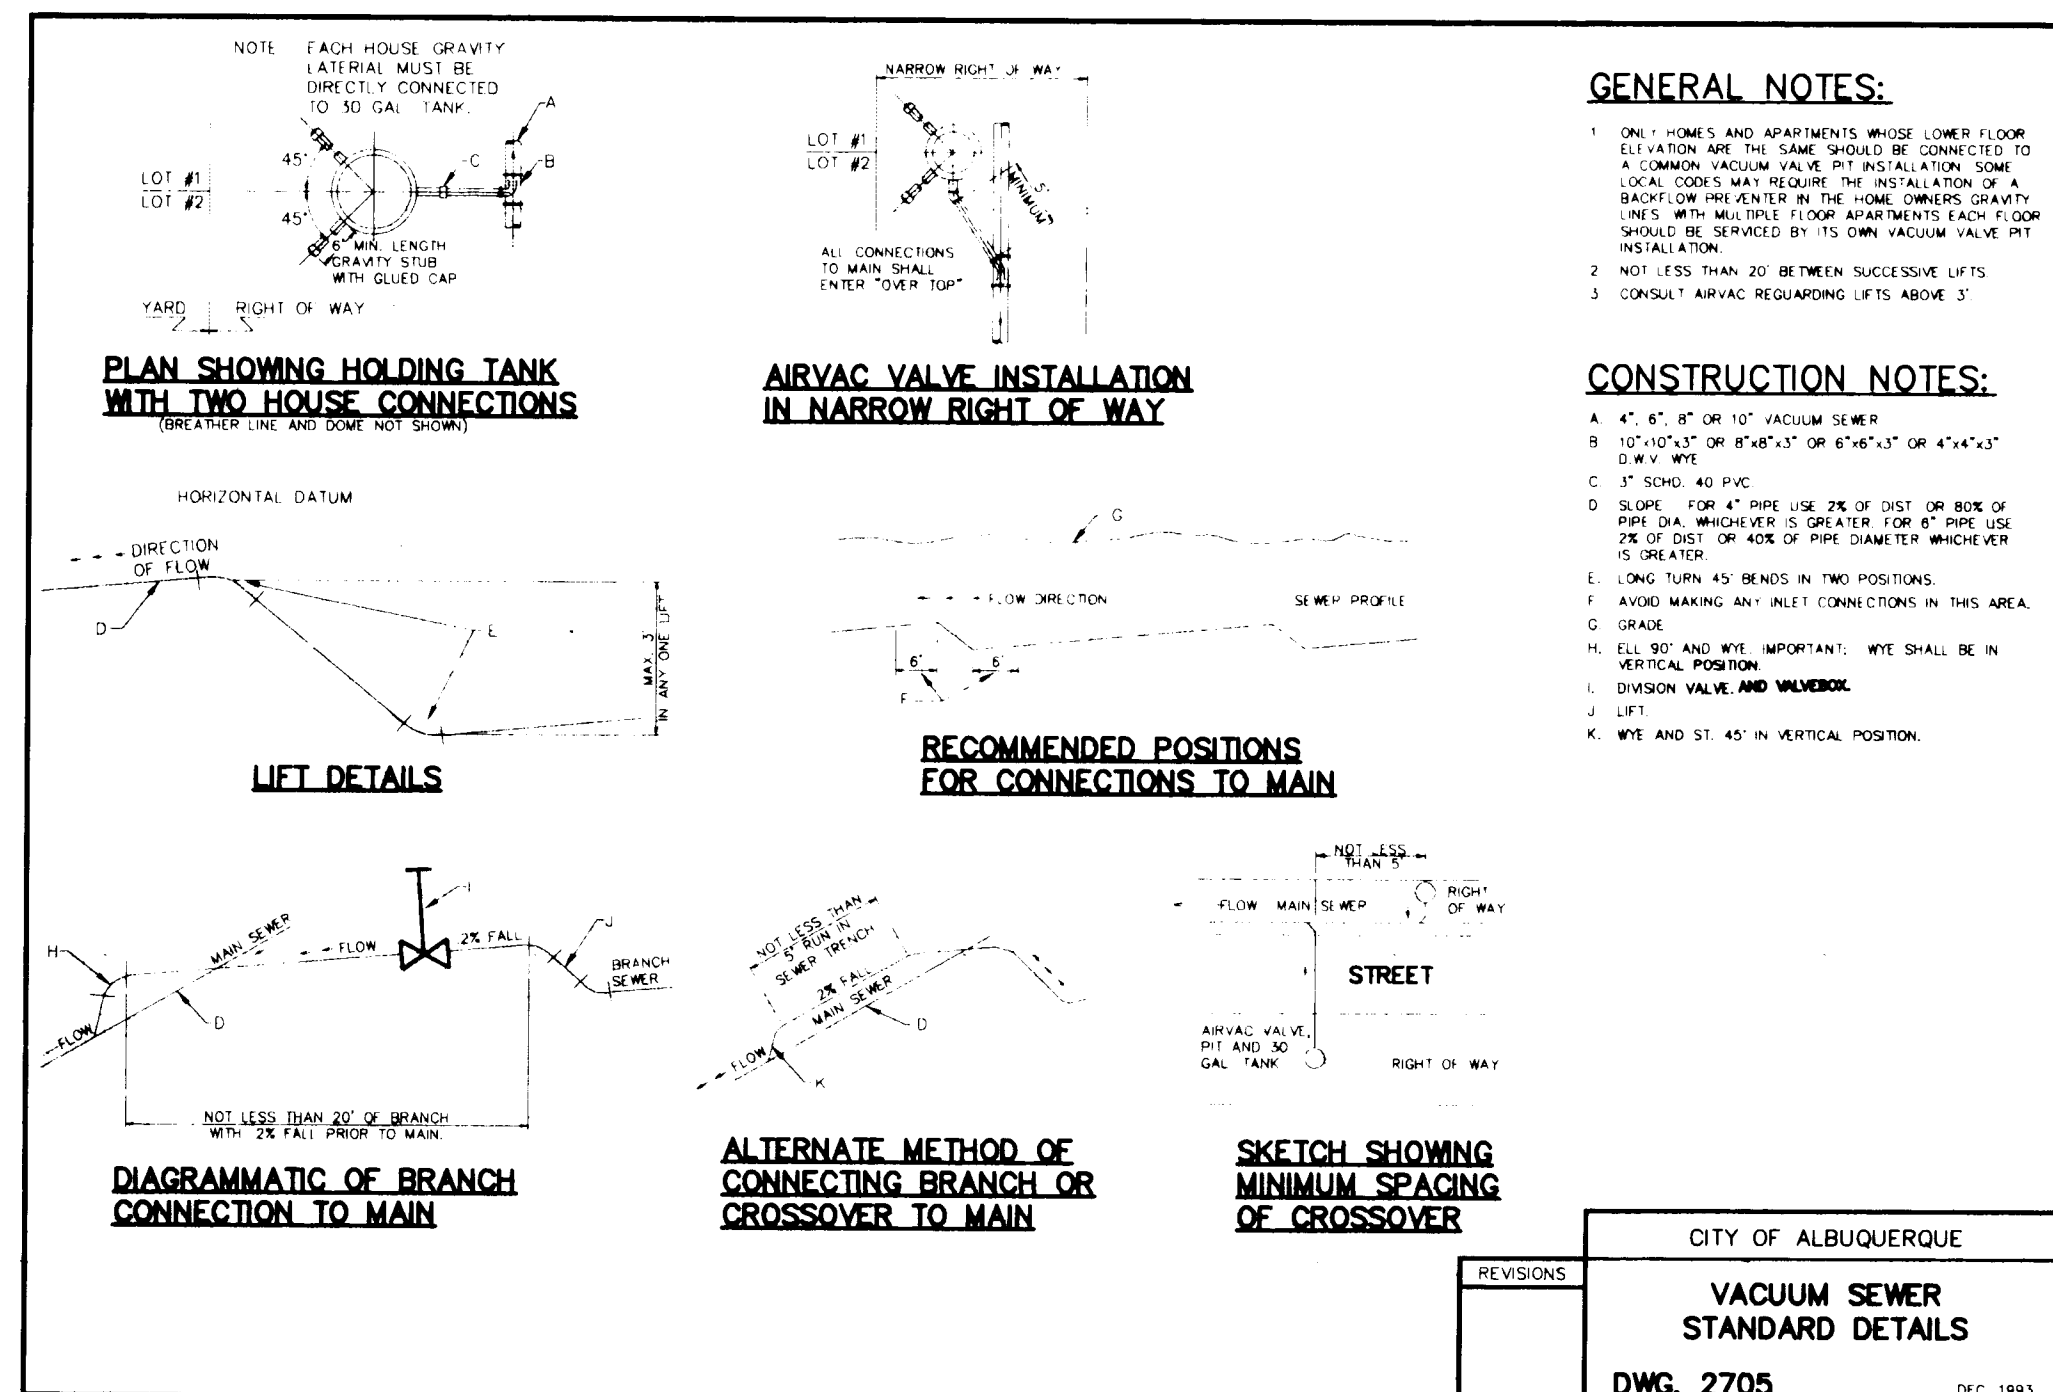 NOTE EACH HOUSE GRAVITY
LATERIAL MUST BE
DIRECTLY CONNECTED
TO 30 GAL TANK.
A
45°
C
B
LOT #1
LOT #2
45°
6" MIN. LENGTH
GRAVITY STUB
WITH GLUED CAP
YARD RIGHT OF WAY
PLAN SHOWING HOLDING TANK
WITH TWO HOUSE CONNECTIONS
(BREATHER LINE AND DOME NOT SHOWN)
NARROW RIGHT OF WAY
LOT #1
LOT #2
5'
MINIMUM
ALL CONNECTIONS
TO MAIN SHALL
ENTER "OVER TOP"
AIRVAC VALVE INSTALLATION
IN NARROW RIGHT OF WAY
HORIZONTAL DATUM
DIRECTION
OF FLOW
D
E
MAX. 3'
IN ANY ONE LIFT
LIFT DETAILS
G
FLOW DIRECTION
SEWER PROFILE
6'
6'
F
RECOMMENDED POSITIONS
FOR CONNECTIONS TO MAIN
I
H
MAIN SEWER
FLOW
2% FALL
J
BRANCH
SEWER
FLOW
D
NOT LESS THAN 20' OF BRANCH
WITH 2% FALL PRIOR TO MAIN.
DIAGRAMMATIC OF BRANCH
CONNECTION TO MAIN
NOT LESS THAN
5' RUN IN
SEWER TRENCH
2% FALL
MAIN SEWER
D
FLOW
K
ALTERNATE METHOD OF
CONNECTING BRANCH OR
CROSSOVER TO MAIN
NOT LESS
THAN 5'
FLOW MAIN SEWER
RIGHT
OF WAY
STREET
AIRVAC VALVE,
PIT AND 30
GAL TANK
RIGHT OF WAY
SKETCH SHOWING
MINIMUM SPACING
OF CROSSOVER
GENERAL NOTES:
1 ONLY HOMES AND APARTMENTS WHOSE LOWER FLOOR
ELEVATION ARE THE SAME SHOULD BE CONNECTED TO
A COMMON VACUUM VALVE PIT INSTALLATION SOME
LOCAL CODES MAY REQUIRE THE INSTALLATION OF A
BACKFLOW PREVENTER IN THE HOME OWNERS GRAVITY
LINES WITH MULTIPLE FLOOR APARTMENTS EACH FLOOR
SHOULD BE SERVICED BY ITS OWN VACUUM VALVE PIT
INSTALLATION.
2 NOT LESS THAN 20' BETWEEN SUCCESSIVE LIFTS
3 CONSULT AIRVAC REGUARDING LIFTS ABOVE 3'.
CONSTRUCTION NOTES:
A. 4", 6", 8" OR 10" VACUUM SEWER
B 10"x10"x3" OR 8"x8"x3" OR 6"x6"x3" OR 4"x4"x3"
D.W.V. WYE
C. 3" SCHD. 40 PVC.
D SLOPE FOR 4" PIPE USE 2% OF DIST OR 80% OF
PIPE DIA. WHICHEVER IS GREATER. FOR 6" PIPE USE
2% OF DIST OR 40% OF PIPE DIAMETER WHICHEVER
IS GREATER.
E. LONG TURN 45° BENDS IN TWO POSITIONS.
F AVOID MAKING ANY INLET CONNECTIONS IN THIS AREA.
G. GRADE
H. ELL 90° AND WYE. IMPORTANT: WYE SHALL BE IN
VERTICAL POSITION.
I. DIVISION VALVE. AND VALVEBOX.
J LIFT.
K. WYE AND ST. 45° IN VERTICAL POSITION.
CITY OF ALBUQUERQUE
REVISIONS
VACUUM SEWER
STANDARD DETAILS
DWG. 2705
DEC 1993